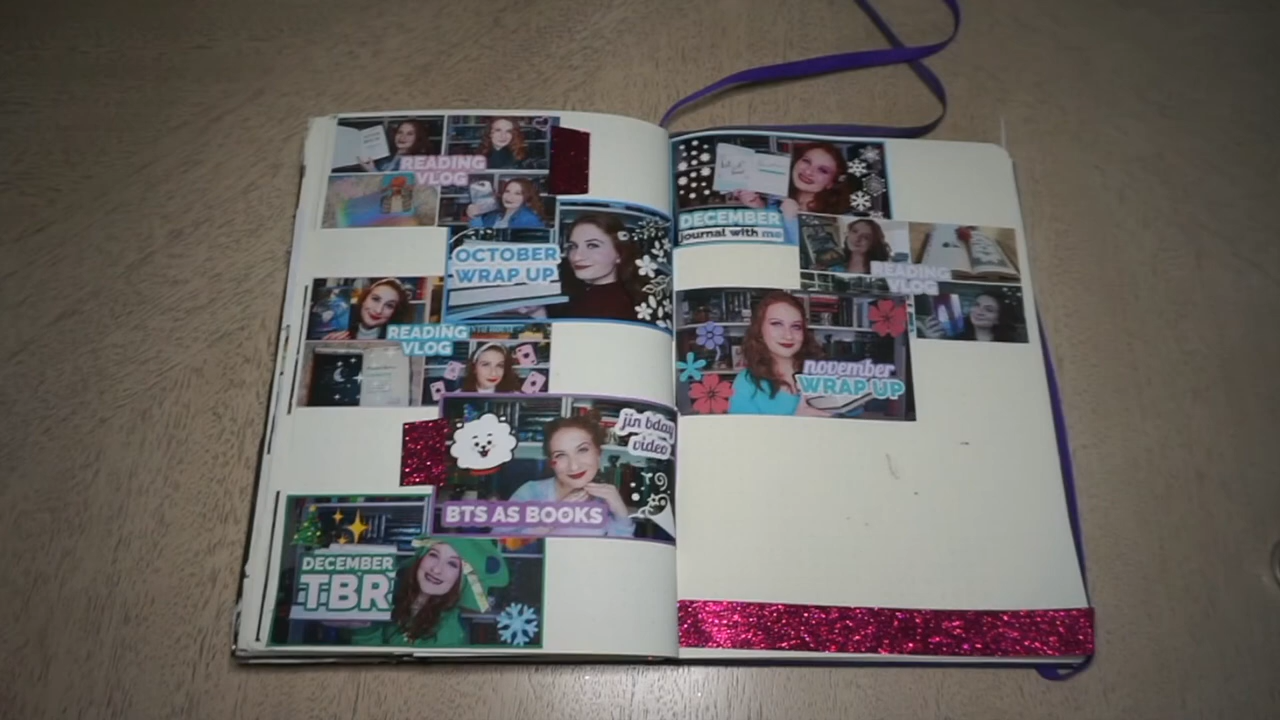 READING
VLOG
OCTOBER
WRAP UP
READING
VLOG
jin bday
video
BTS AS BOOKS
DECEMBER
TBR
DECEMBER
journal with me
READING
VLOG
november
WRAP UP